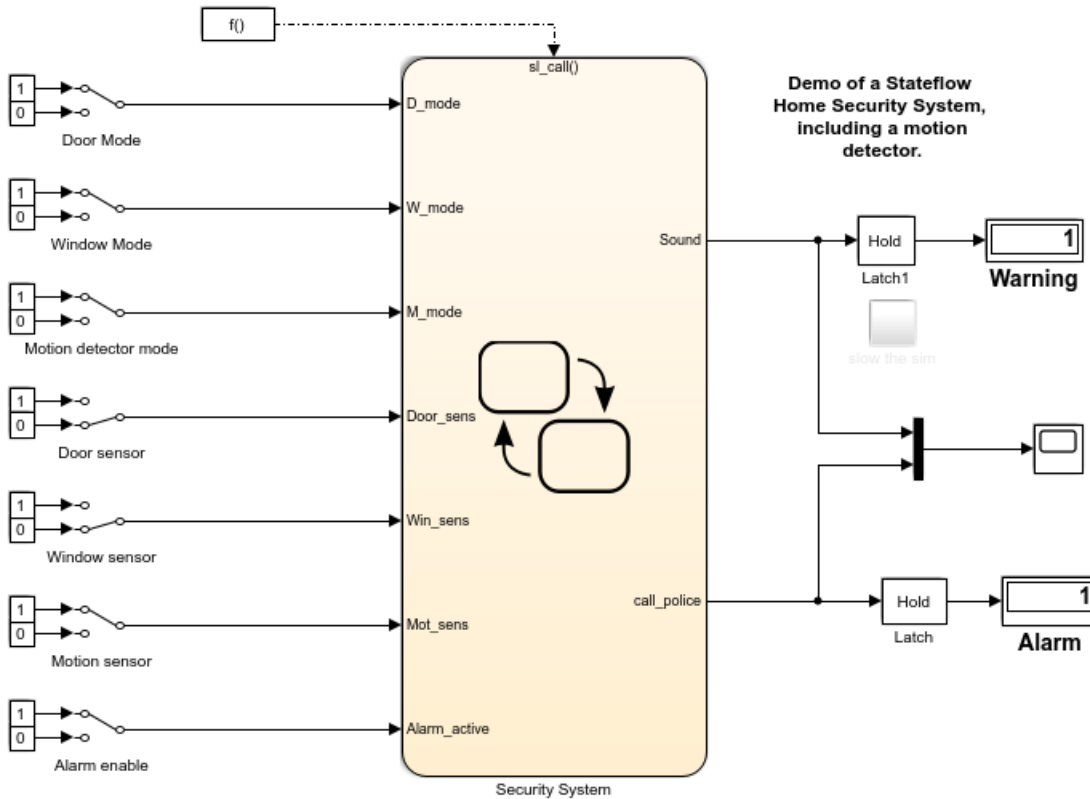 f()
sl_call()
Demo of a Stateflow
Home Security System,
including a motion
detector.
1
0
Door Mode
D_mode
1
0
Window Mode
W_mode
Sound
Hold
Latch1
1
Warning
slow the sim
1
0
Motion detector mode
M_mode
1
0
Door sensor
Door_sens
1
0
Window sensor
Win_sens
1
0
Motion sensor
Mot_sens
call_police
Hold
Latch
1
Alarm
1
0
Alarm enable
Alarm_active
Security System